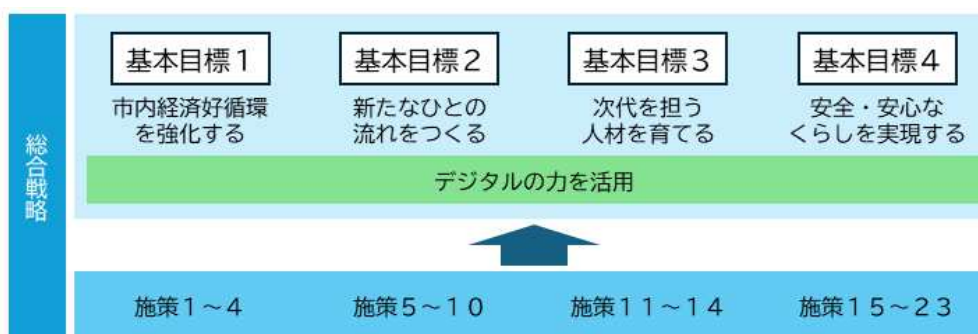 総合戦略
基本目標1
市内経済好循環
を強化する
基本目標2
新たなひとの
流れをつくる
基本目標3
次代を担う
人材を育てる
基本目標4
安全・安心な
くらしを実現する
デジタルの力を活用
施策1～4
施策5～10
施策11～14
施策15～23